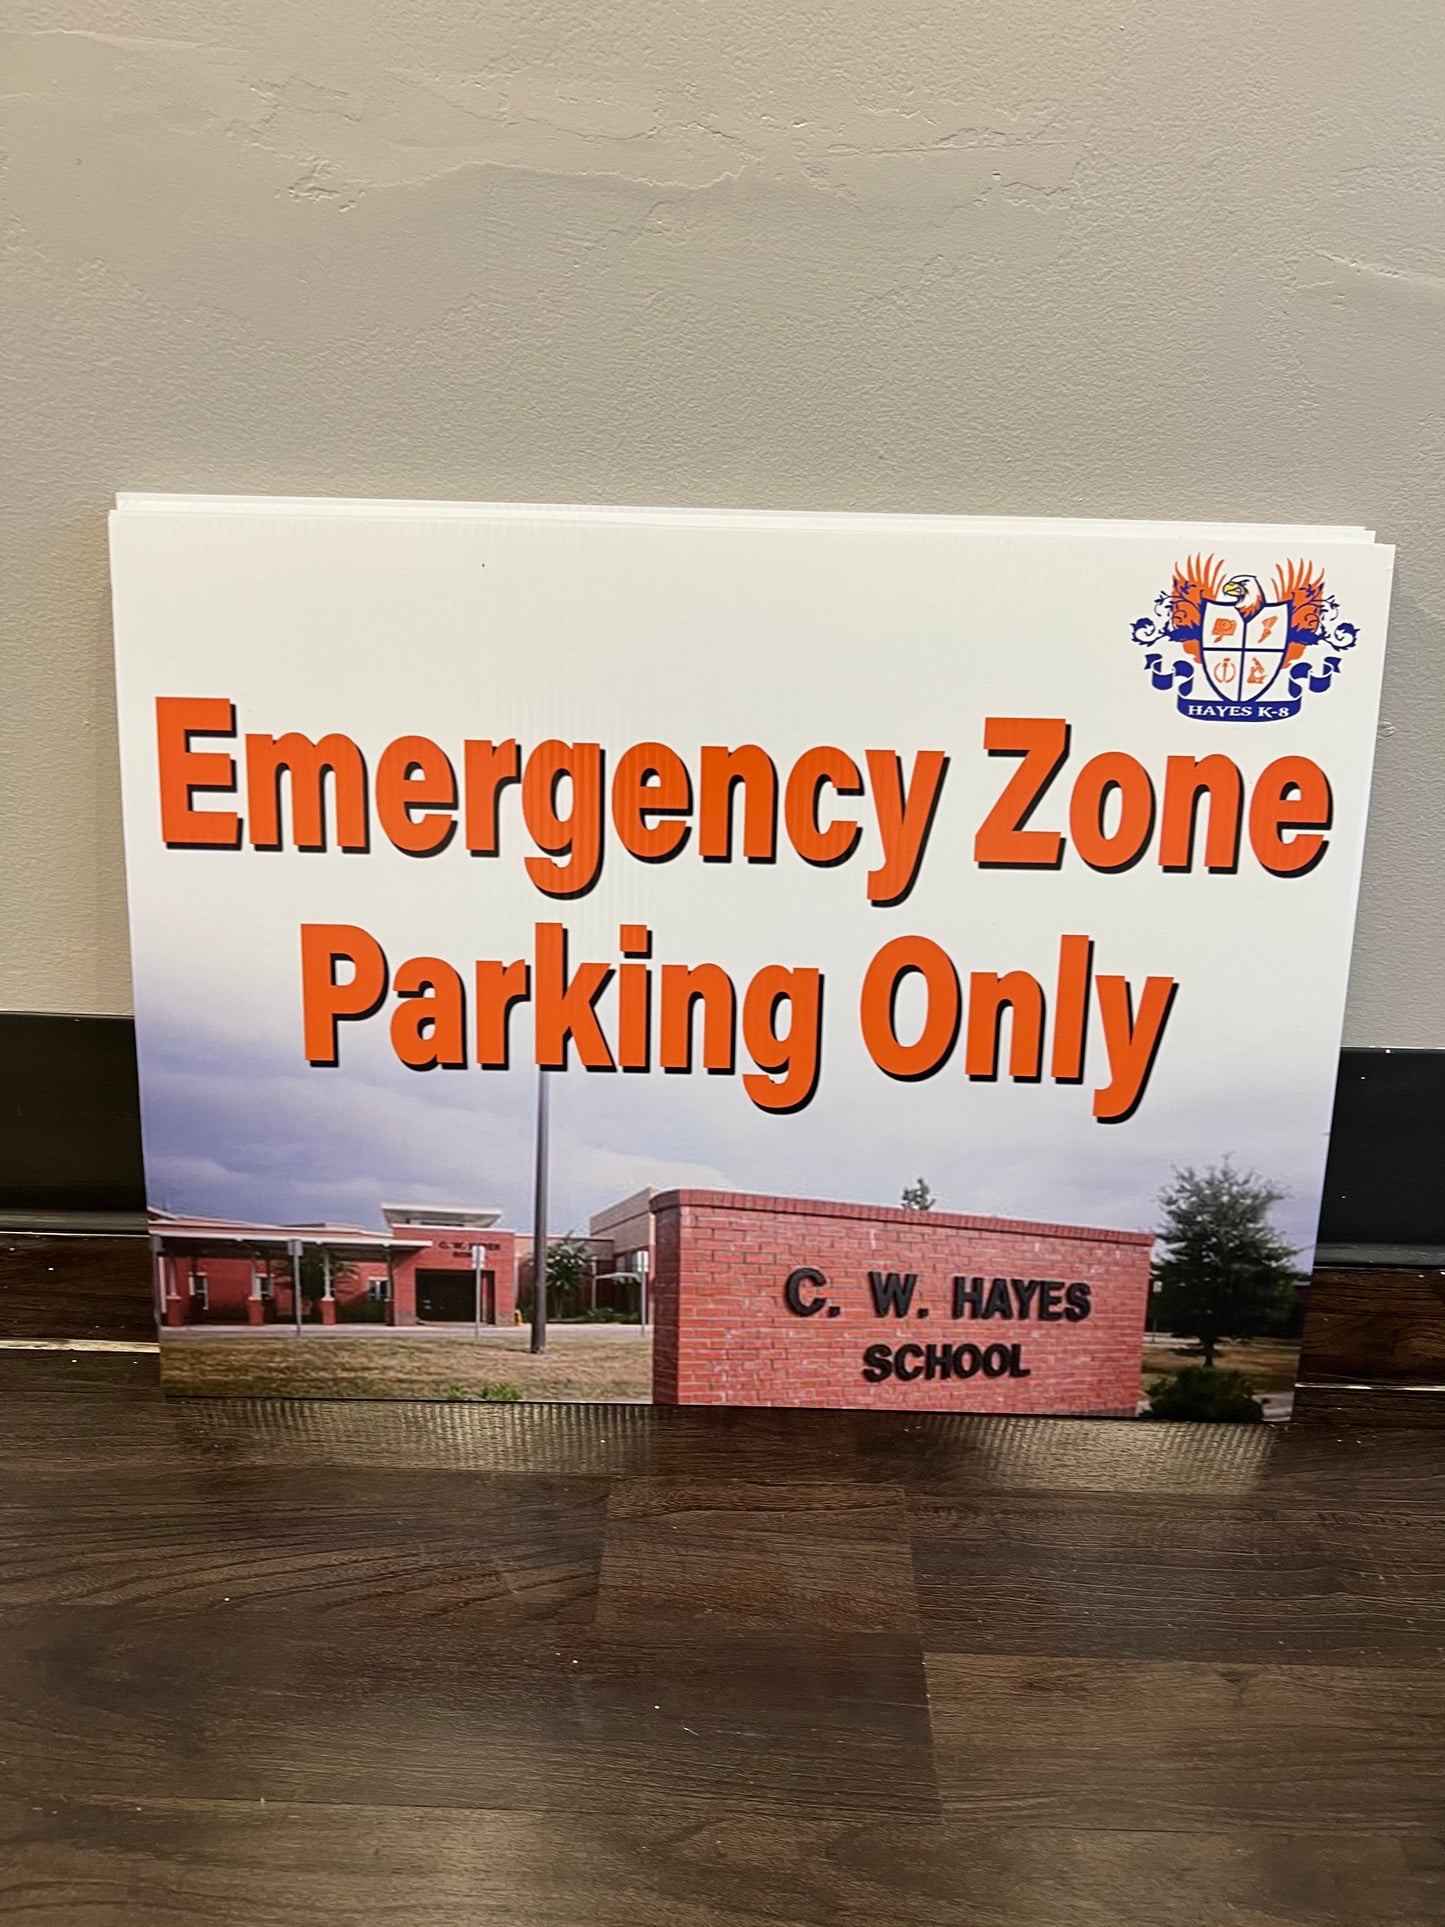 HAYES K-8
Emergency Zone
Parking Only
C. W. HAYES
SCHOOL